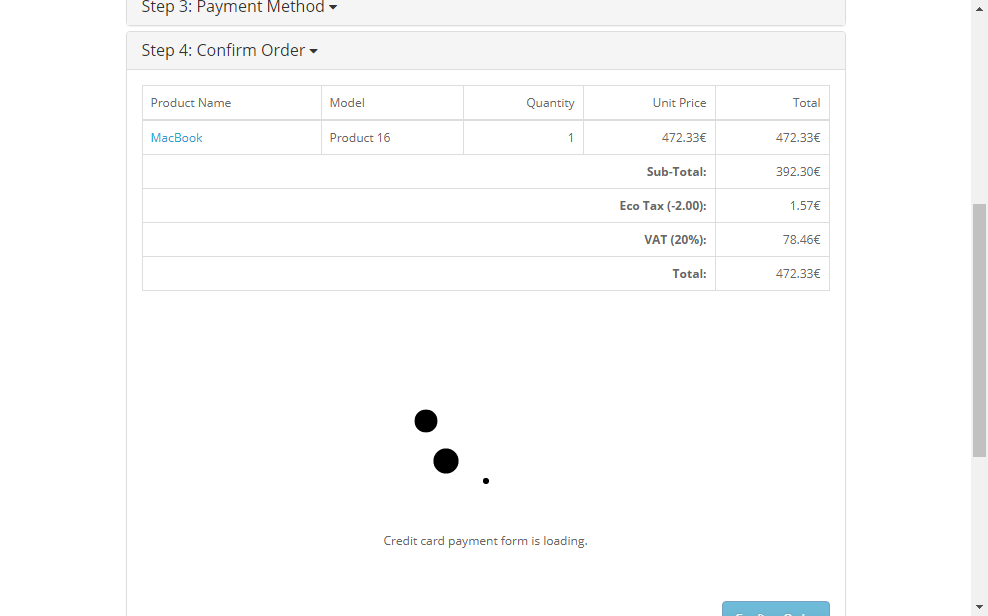 Step 3: Payment Method
Step 4: Confirm Order
Product Name Model Quantity Unit Price Total
MacBook Product 16 1 472.33€ 472.33€
Sub-Total: 392.30€
Eco Tax (-2.00): 1.57€
VAT (20%): 78.46€
Total: 472.33€
Credit card payment form is loading.